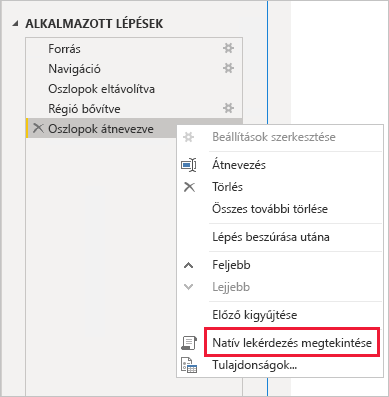 ALKALMAZOTT LÉPÉSEK
Forrás
Navigáció
Oszlopok eltávolítva
Régió bővítve
Oszlopok átnevezve
Beállítások szerkesztése
Átnevezés
Törlés
Összes további törlése
Lépés beszúrása utána
Feljebb
Lejjebb
Előző kigyűjtése
Natív lekérdezés megtekintése
Tulajdonságok...